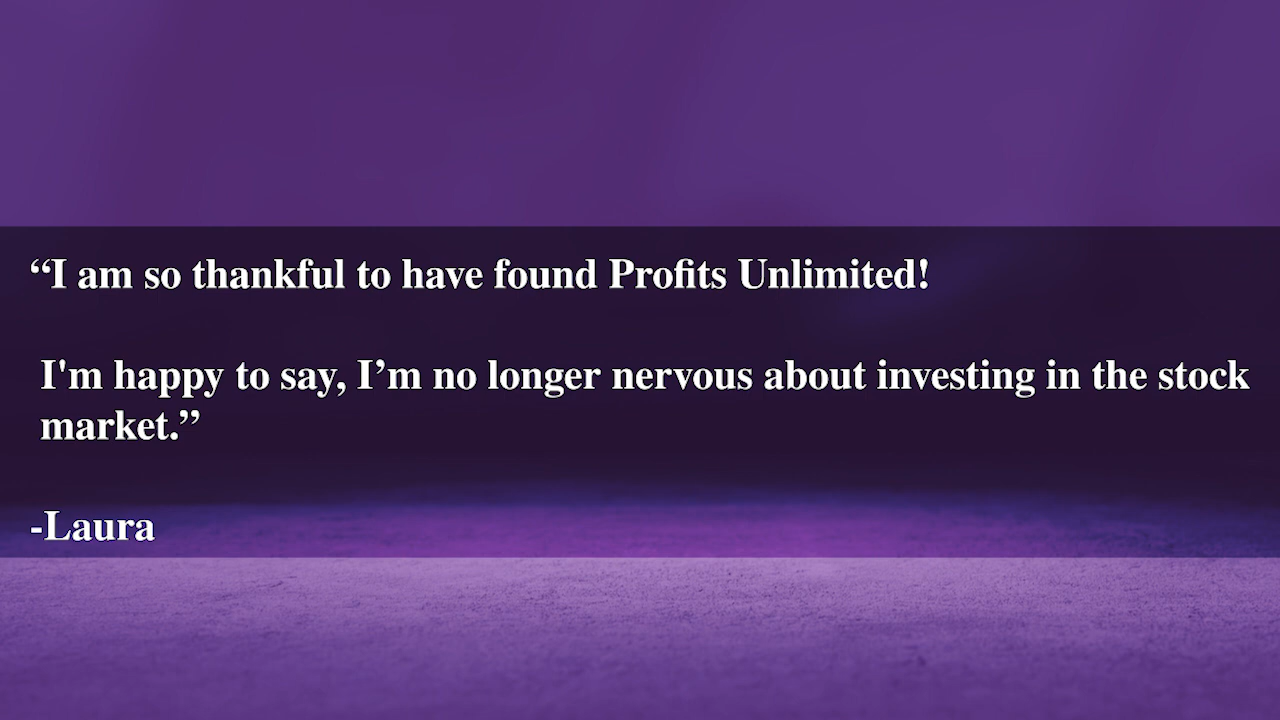 “I am so thankful to have found Profits Unlimited!
I'm happy to say, I’m no longer nervous about investing in the stock
market.”
-Laura